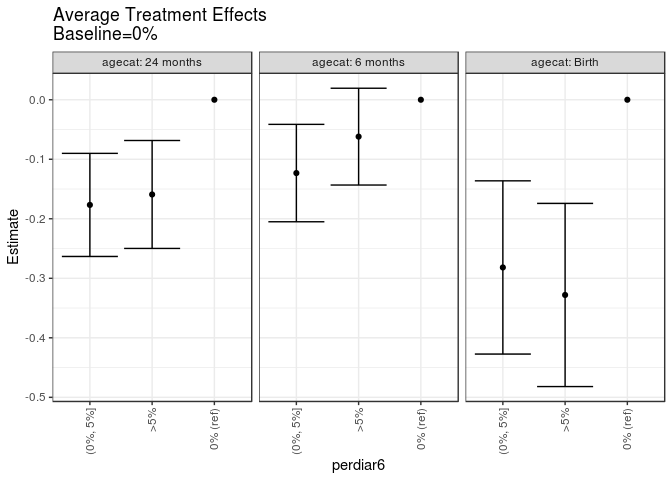 Average Treatment Effects
Baseline=0%
agecat: 24 months
agecat: 6 months
agecat: Birth
Estimate
0.0
-0.1
-0.2
-0.3
-0.4
-0.5
(0%, 5%]
>5%
0% (ref)
(0%, 5%]
>5%
0% (ref)
(0%, 5%]
>5%
0% (ref)
perdiar6